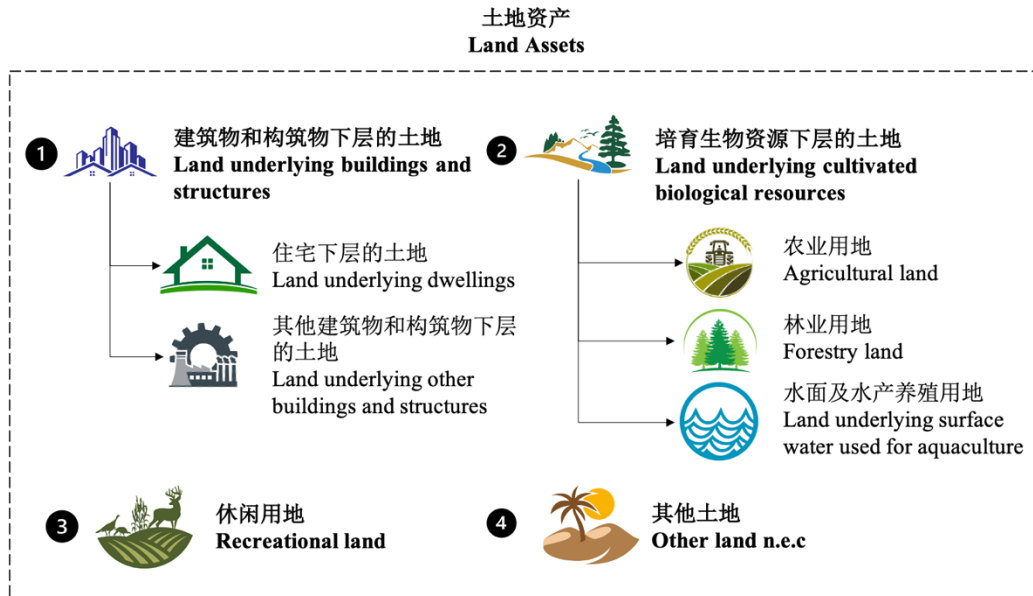 土地资产
Land Assets
1
建筑物和构筑物下层的土地
Land underlying buildings and
structures
住宅下层的土地
Land underlying dwellings
其他建筑物和构筑物下层
的土地
Land underlying other
buildings and structures
2
培育生物资源下层的土地
Land underlying cultivated
biological resources
农业用地
Agricultural land
林业用地
Forestry land
水面及水产养殖用地
Land underlying surface
water used for aquaculture
3
休闲用地
Recreational land
4
其他土地
Other land n.e.c